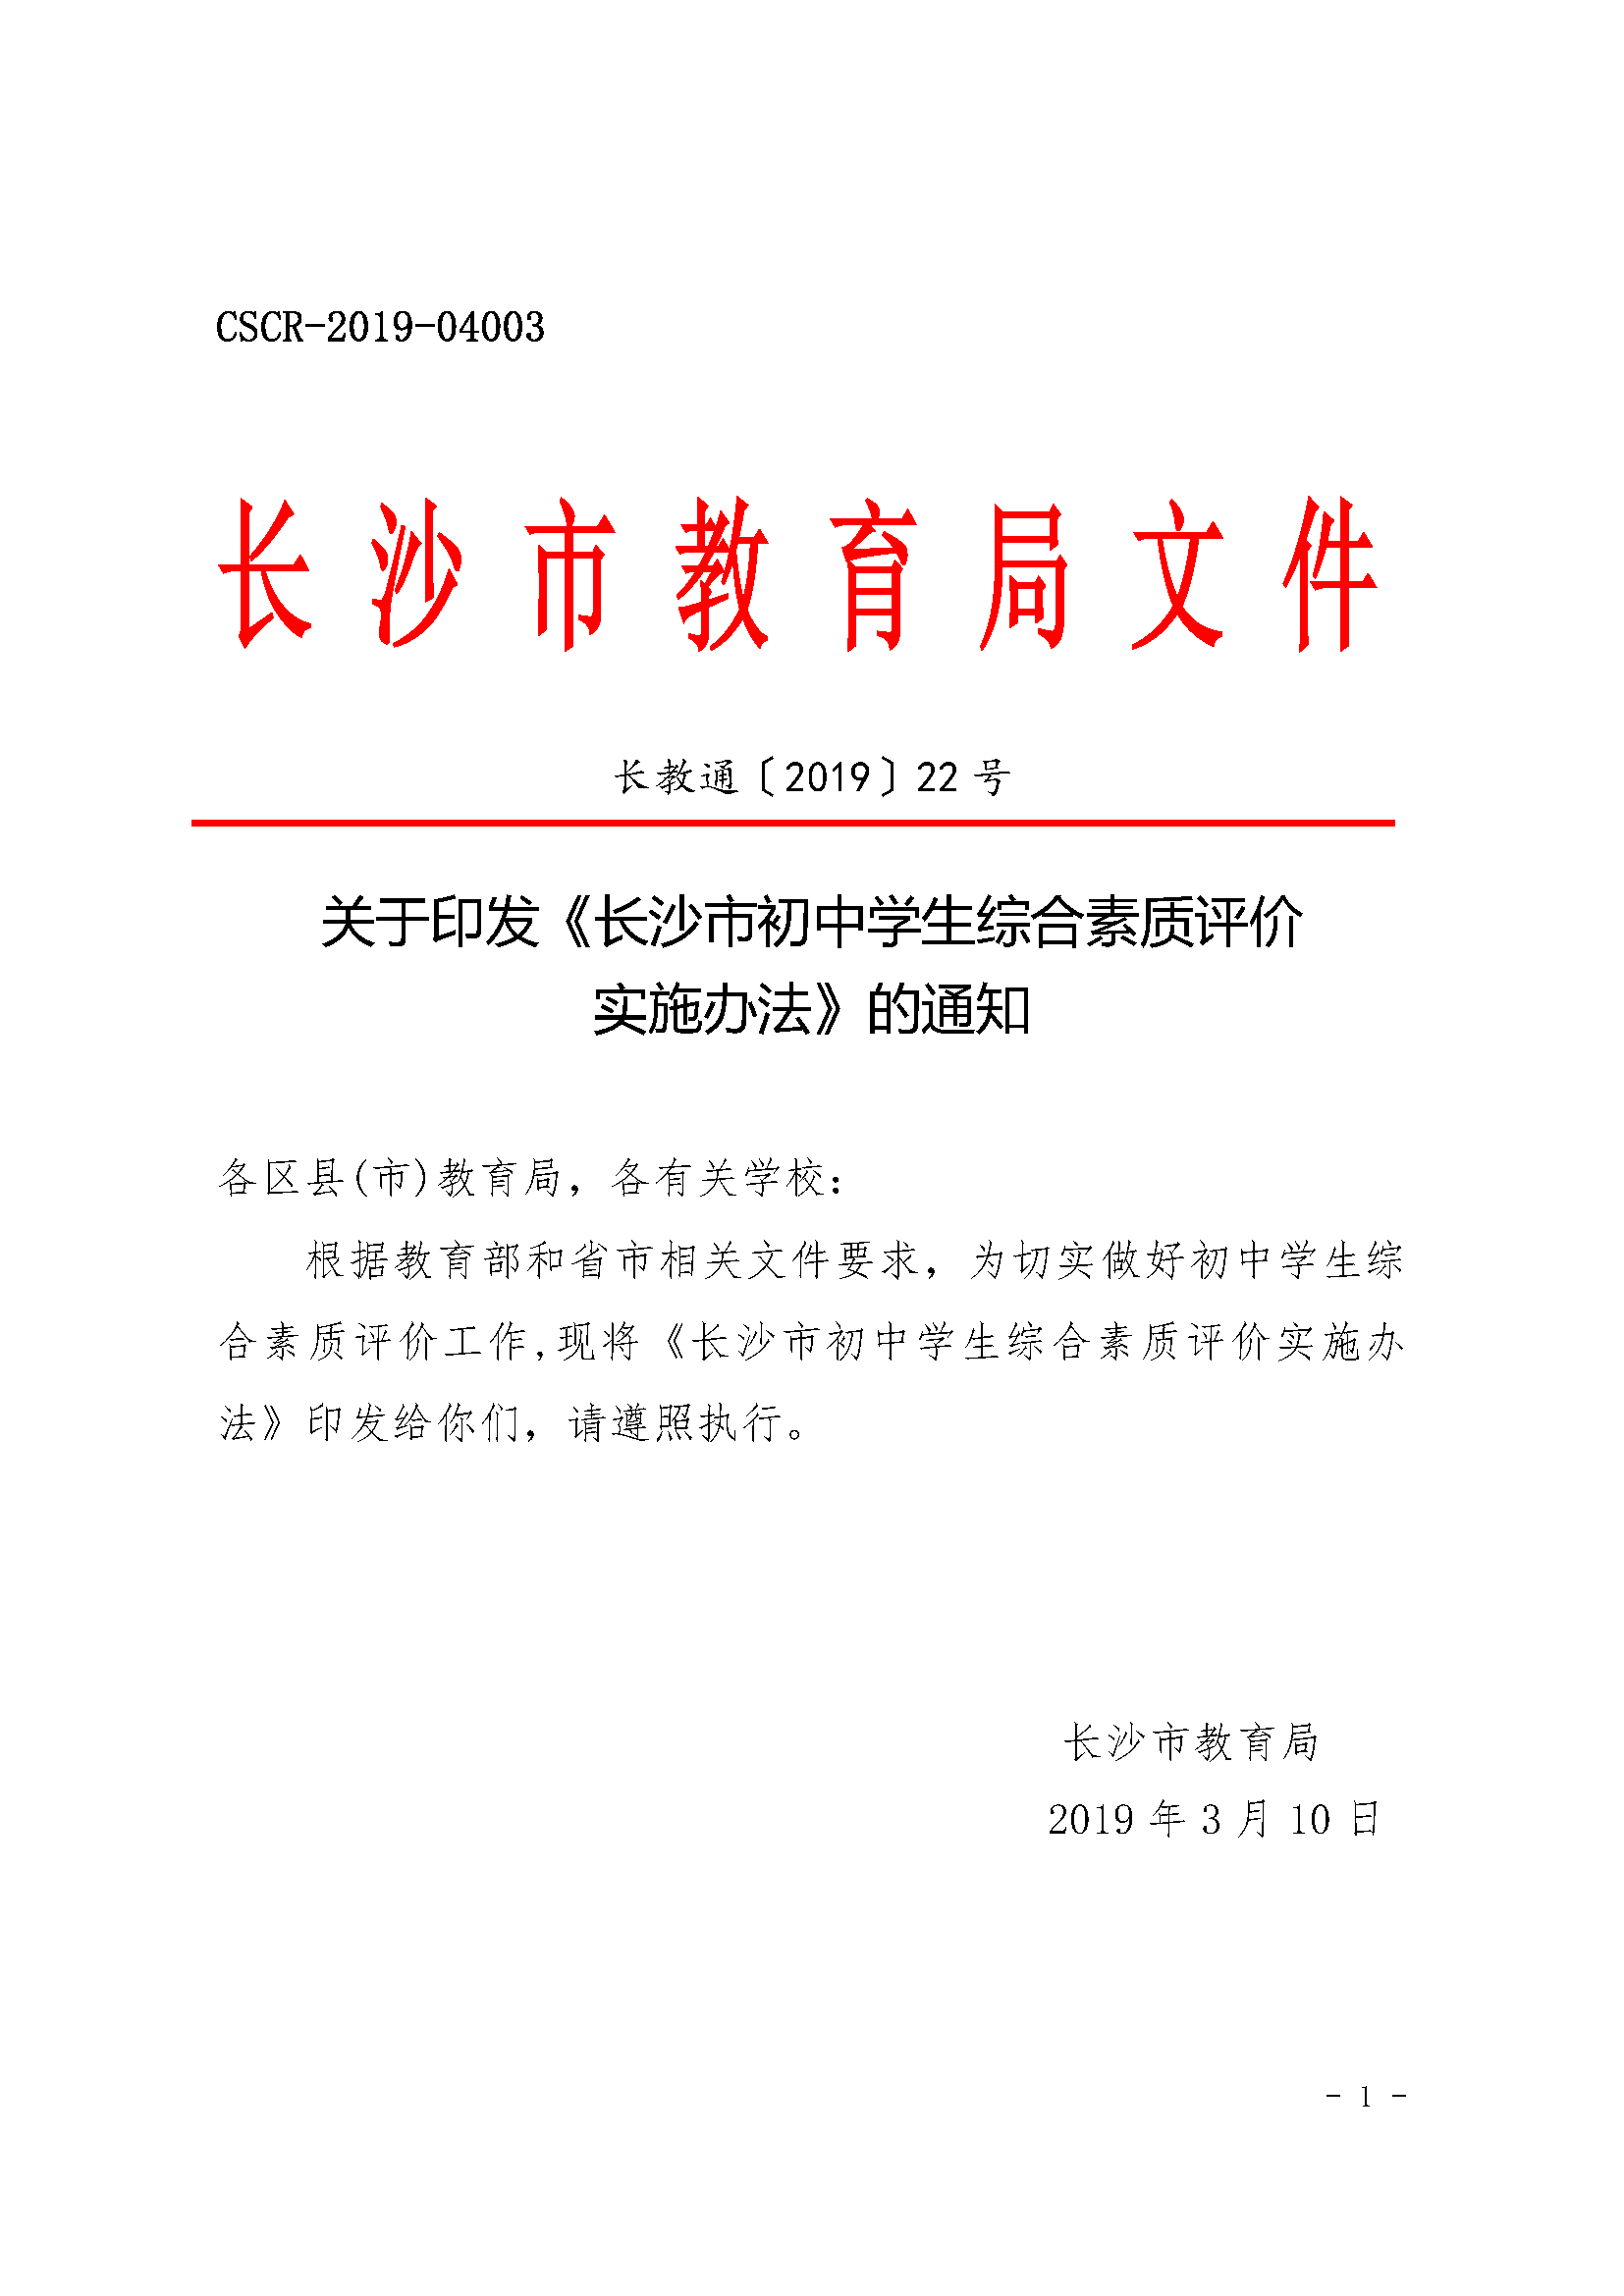 CSCR-2019-04003
长沙市教育局文件
长教通〔2019〕22 号
关于印发《长沙市初中学生综合素质评价
实施办法》的通知
各区县(市)教育局，各有关学校：
根据教育部和省市相关文件要求，为切实做好初中学生综
合素质评价工作,现将《长沙市初中学生综合素质评价实施办
法》印发给你们，请遵照执行。
长沙市教育局
2019 年 3 月 10 日
- 1 -